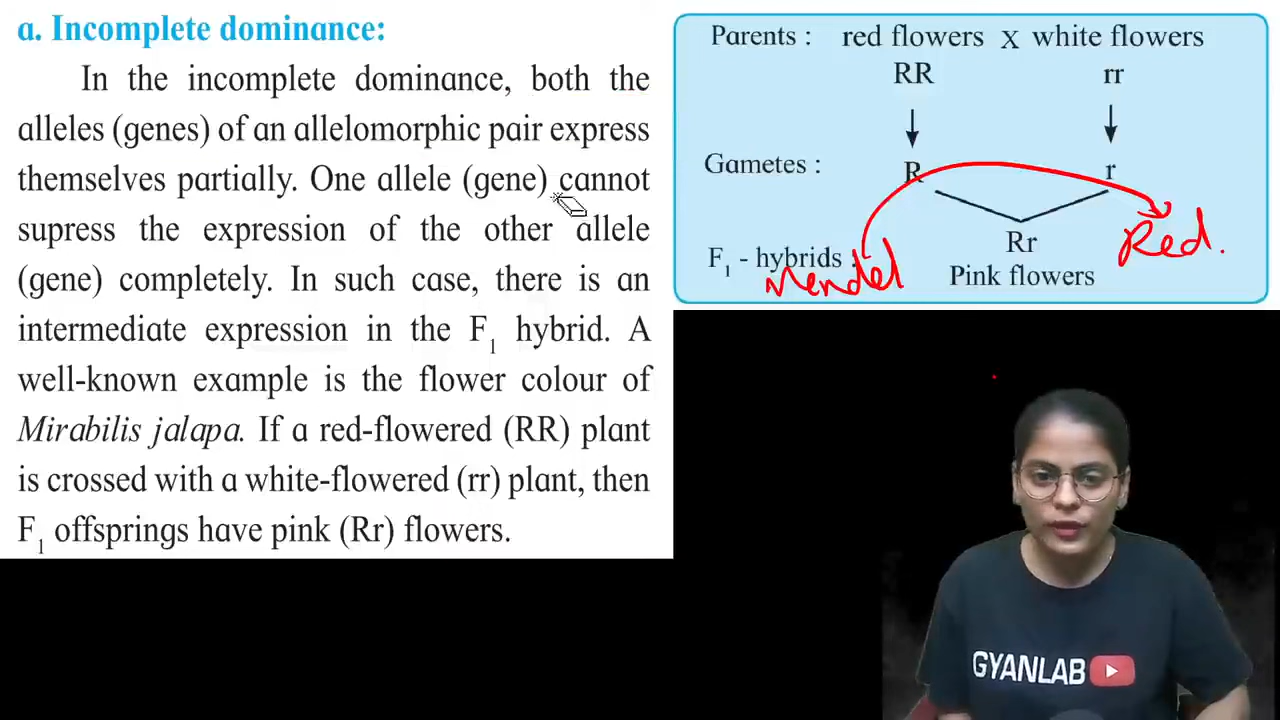 a. Incomplete dominance:
In the incomplete dominance, both the
alleles (genes) of an allelomorphic pair express
themselves partially. One allele (gene) cannot
supress the expression of the other allele
(gene) completely. In such case, there is an
intermediate expression in the F₁ hybrid. A
well-known example is the flower colour of
Mirabilis jalapa. If a red-flowered (RR) plant
is crossed with a white-flowered (rr) plant, then
F₁ offsprings have pink (Rr) flowers.
Parents : red flowers X white flowers
RR rr
Gametes : R r
Rr
F₁ - hybrids
Pink flowers
Mendel
Red.
GYANLAB